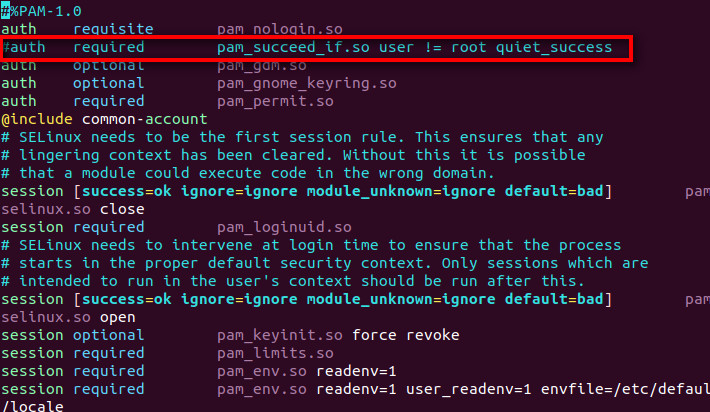 #%PAM-1.0
auth    requisite       pam_nologin.so
#auth   required        pam_succeed_if.so user != root quiet_success
auth    optional        pam_gdm.so
auth    optional        pam_gnome_keyring.so
auth    required        pam_permit.so
@include common-account
# SELinux needs to be the first session rule. This ensures that any
# lingering context has been cleared. Without this it is possible
# that a module could execute code in the wrong domain.
session [success=ok ignore=ignore module_unknown=ignore default=bad]        pam
selinux.so close
session required        pam_loginuid.so
# SELinux needs to intervene at login time to ensure that the process
# starts in the proper default security context. Only sessions which are
# intended to run in the user's context should be run after this.
session [success=ok ignore=ignore module_unknown=ignore default=bad]        pam
selinux.so open
session optional        pam_keyinit.so force revoke
session required        pam_limits.so
session required        pam_env.so readenv=1
session required        pam_env.so readenv=1 user_readenv=1 envfile=/etc/defaul
/locale